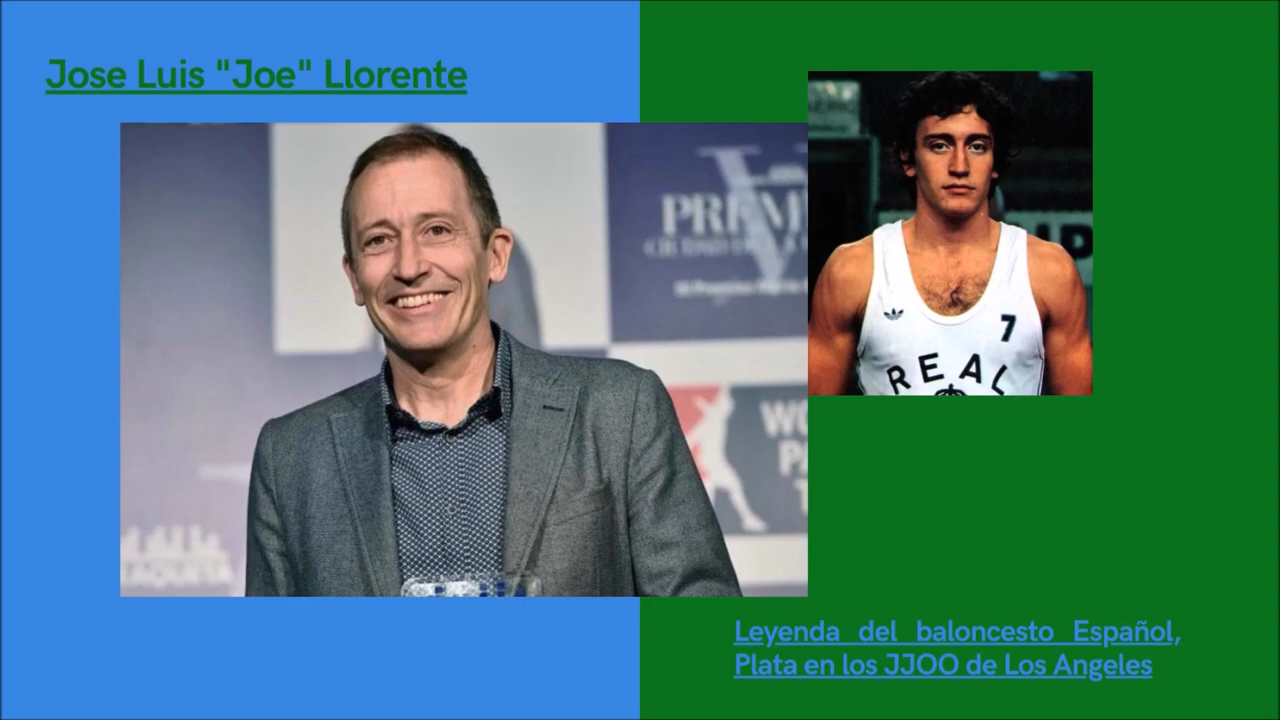 Jose Luis "Joe" Llorente
7
REAL
Leyenda del baloncesto Español,
Plata en los JJOO de Los Angeles